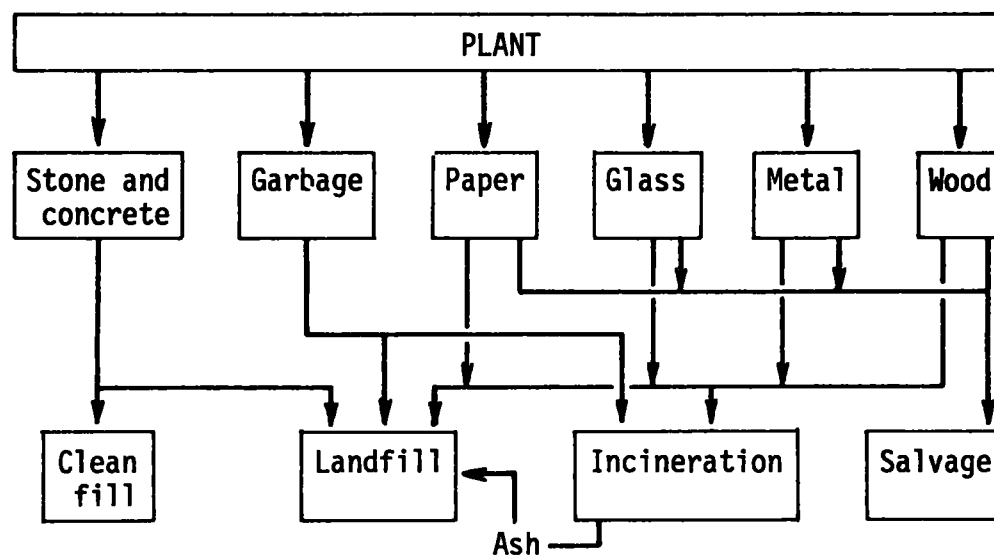 PLANT
Stone and
concrete
Garbage
Paper
Glass
Metal
Wood
Clean
fill
Landfill
Incineration
Salvage
Ash